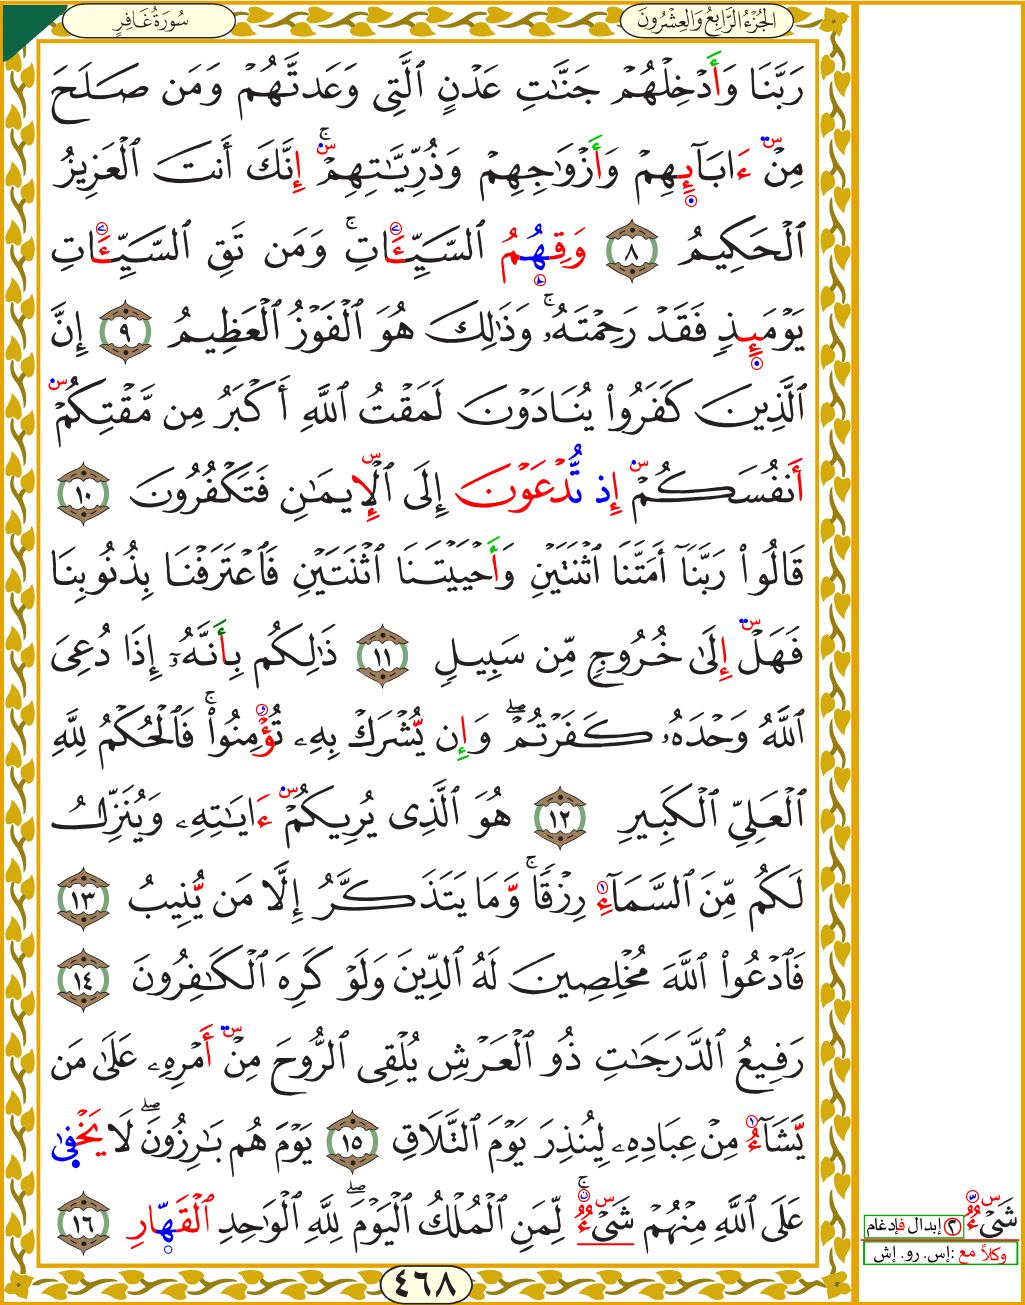 الجُزْءُ الرَّابِعُ وَالعِشْرُونَ
سُورَةُ غَافِرٍ
رَبَّنَا وَأَدْخِلْهُمْ جَنَّٰتِ عَدْنٍ ٱلَّتِى وَعَدتَّهُمْ وَمَن صَلَحَ
مِنْ ءَابَآئِهِمْ وَأَزْوَٰجِهِمْ وَذُرِّيَّٰتِهِمْ ۚ إِنَّكَ أَنتَ ٱلْعَزِيزُ
ٱلْحَكِيمُ ٨ وَقِهُمُ ٱلسَّيِّـَٔاتِ ۚ وَمَن تَقِ ٱلسَّيِّـَٔاتِ
يَوْمَئِذٍ فَقَدْ رَحِمْتَهُۥ ۚ وَذَٰلِكَ هُوَ ٱلْفَوْزُ ٱلْعَظِيمُ ٩ إِنَّ
ٱلَّذِينَ كَفَرُوا۟ يُنَادَوْنَ لَمَقْتُ ٱللَّهِ أَكْبَرُ مِن مَّقْتِكُمْ
أَنفُسَكُمْ إِذ تُّدْعَوْنَ إِلَى ٱلْإِيمَٰنِ فَتَكْفُرُونَ ١٠
قَالُوا۟ رَبَّنَآ أَمَتَّنَا ٱثْنَتَيْنِ وَأَحْيَيْتَنَا ٱثْنَتَيْنِ فَٱعْتَرَفْنَا بِذُنُوبِنَا
فَهَلْ إِلَىٰ خُرُوجٍ مِّن سَبِيلٍ ١١ ذَٰلِكُم بِأَنَّهُۥٓ إِذَا دُعِىَ
ٱللَّهُ وَحْدَهُۥ كَفَرْتُمْ ۖ وَإِن يُشْرَكْ بِهِۦ تُؤْمِنُوا۟ ۚ فَٱلْحُكْمُ لِلَّهِ
ٱلْعَلِىِّ ٱلْكَبِيرِ ١٢ هُوَ ٱلَّذِى يُرِيكُمْ ءَايَٰتِهِۦ وَيُنَزِّلُ
لَكُم مِّنَ ٱلسَّمَآءِ رِزْقًا ۚ وَمَا يَتَذَكَّرُ إِلَّا مَن يُنِيبُ ١٣
فَٱدْعُوا۟ ٱللَّهَ مُخْلِصِينَ لَهُ ٱلدِّينَ وَلَوْ كَرِهَ ٱلْكَٰفِرُونَ ١٤
رَفِيعُ ٱلدَّرَجَٰتِ ذُو ٱلْعَرْشِ يُلْقِى ٱلرُّوحَ مِنْ أَمْرِهِۦ عَلَىٰ مَن
يَشَآءُ مِنْ عِبَادِهِۦ لِيُنذِرَ يَوْمَ ٱلتَّلَاقِ ١٥ يَوْمَ هُم بَٰرِزُونَ ۖ لَا يَخْفَىٰ
عَلَى ٱللَّهِ مِنْهُمْ شَىْءٌ ۚ لِّمَنِ ٱلْمُلْكُ ٱلْيَوْمَ ۖ لِلَّهِ ٱلْوَٰحِدِ ٱلْقَهَّارِ ١٦
شَىْءٌ ٢ إبدال فإدغام
وكلاً مع :إس. رو. إش
٤٦٨